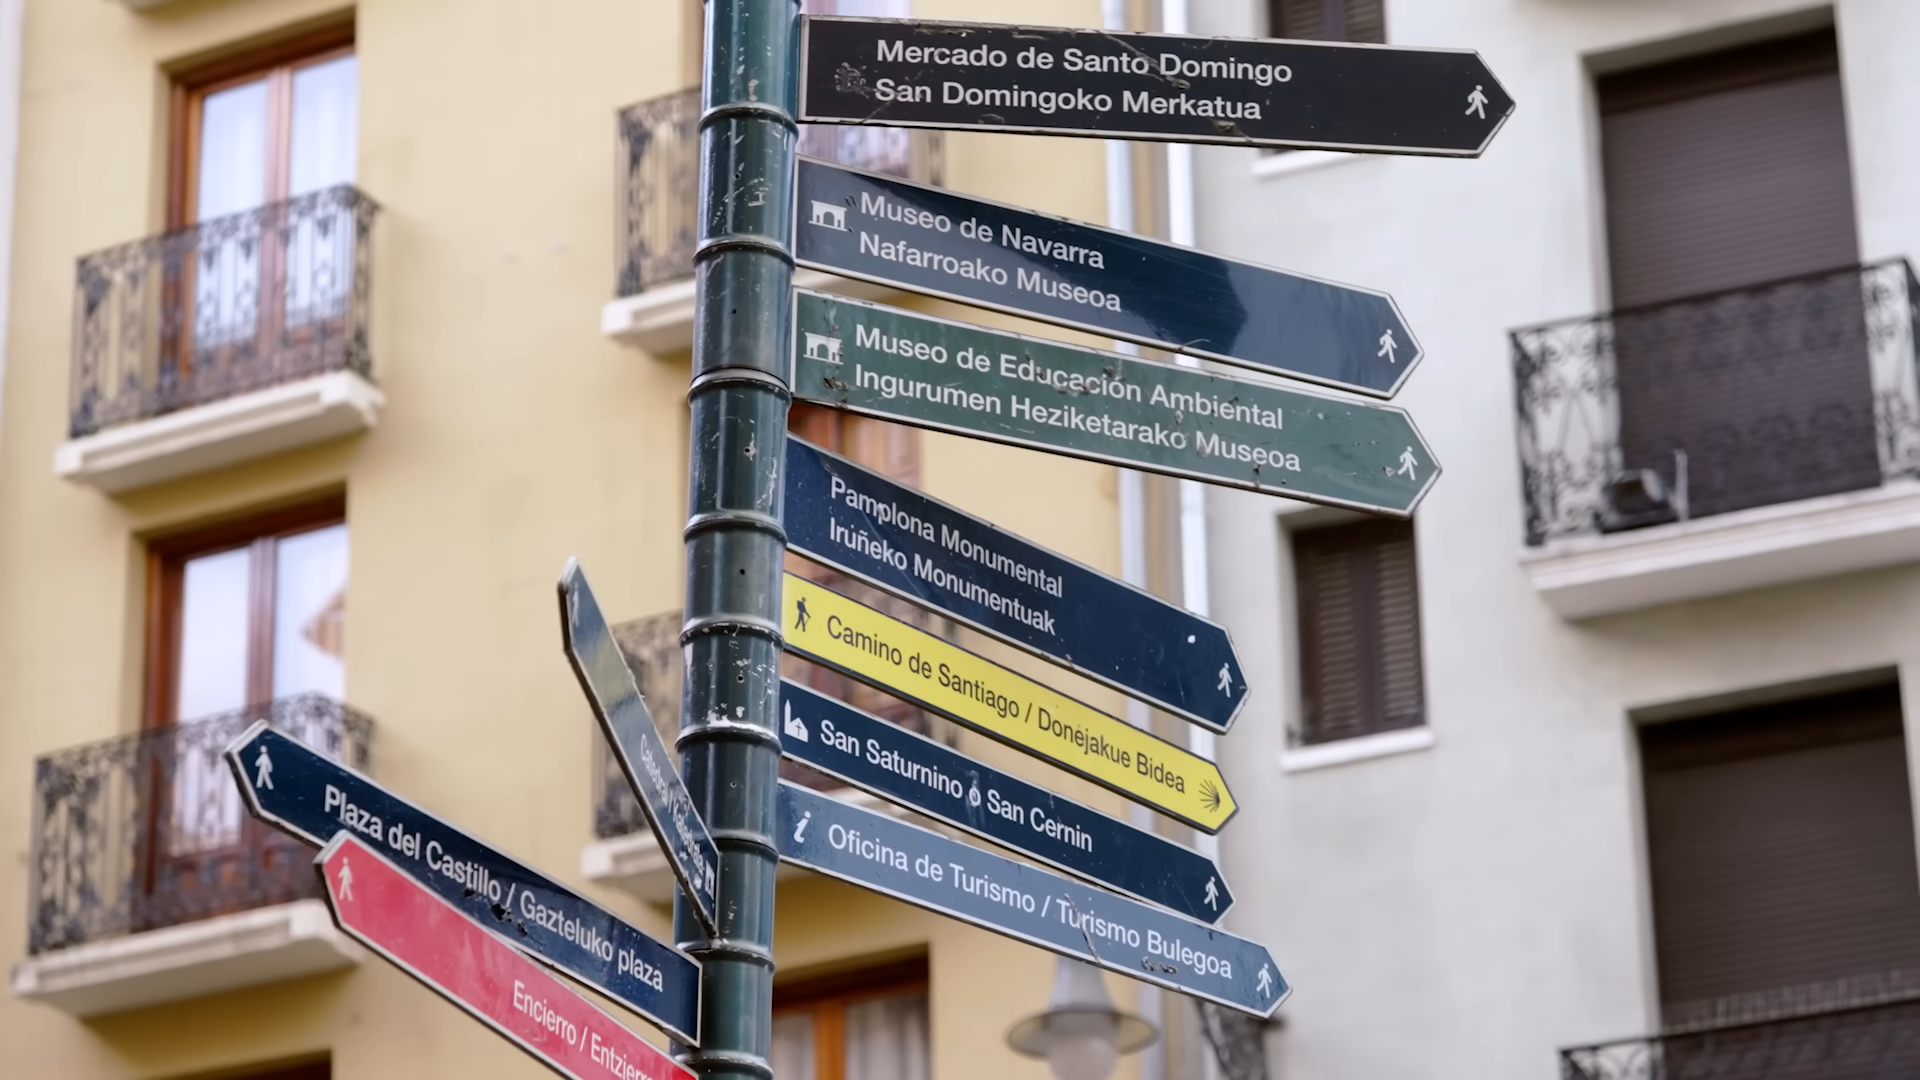 Mercado de Santo Domingo
San Domingoko Merkatua
Museo de Navarra
Nafarroako Museoa
Museo de Educación Ambiental
Ingurumen Heziketarako Museoa
Pamplona Monumental
Iruñeko Monumentuak
Camino de Santiago / Donejakue Bidea
San Saturnino ó San Cernin
Oficina de Turismo / Turismo Bulegoa
Catedral / Katedrala
Plaza del Castillo / Gazteluko plaza
Encierro / Entzierro